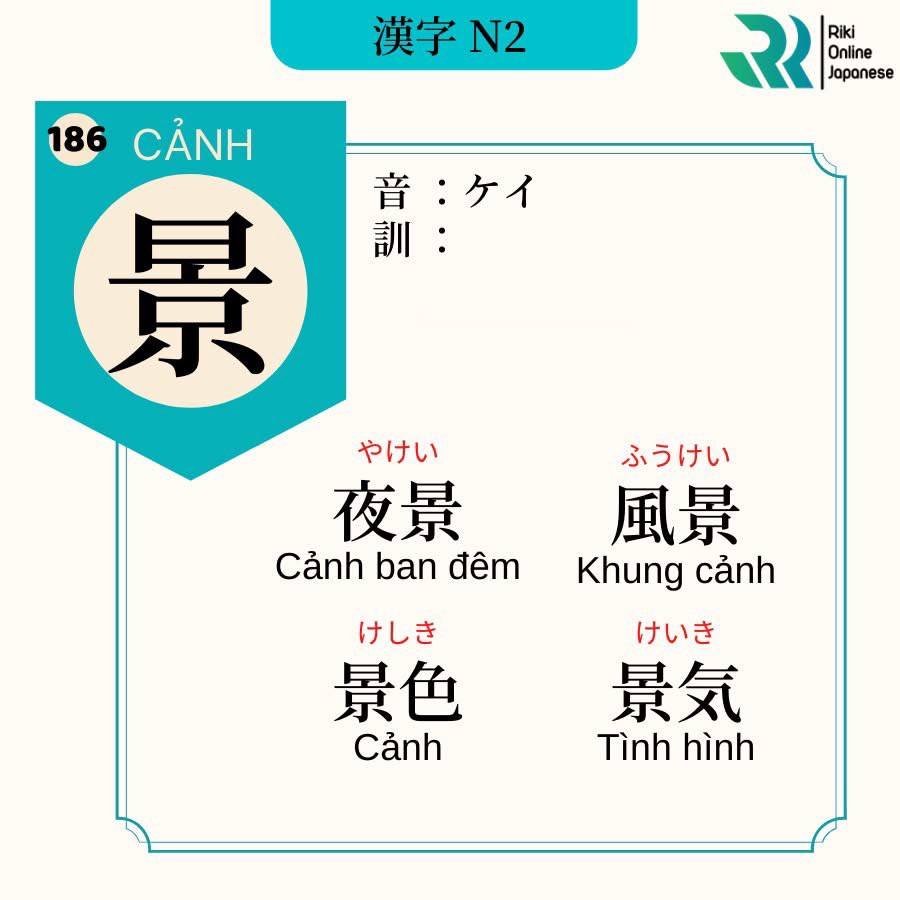 漢字 N2
Riki
Online
Japanese
186 CẢNH
景
音：ケイ
訓：
やけい
夜景
Cảnh ban đêm
ふうけい
風景
Khung cảnh
けしき
景色
Cảnh
けいき
景気
Tình hình